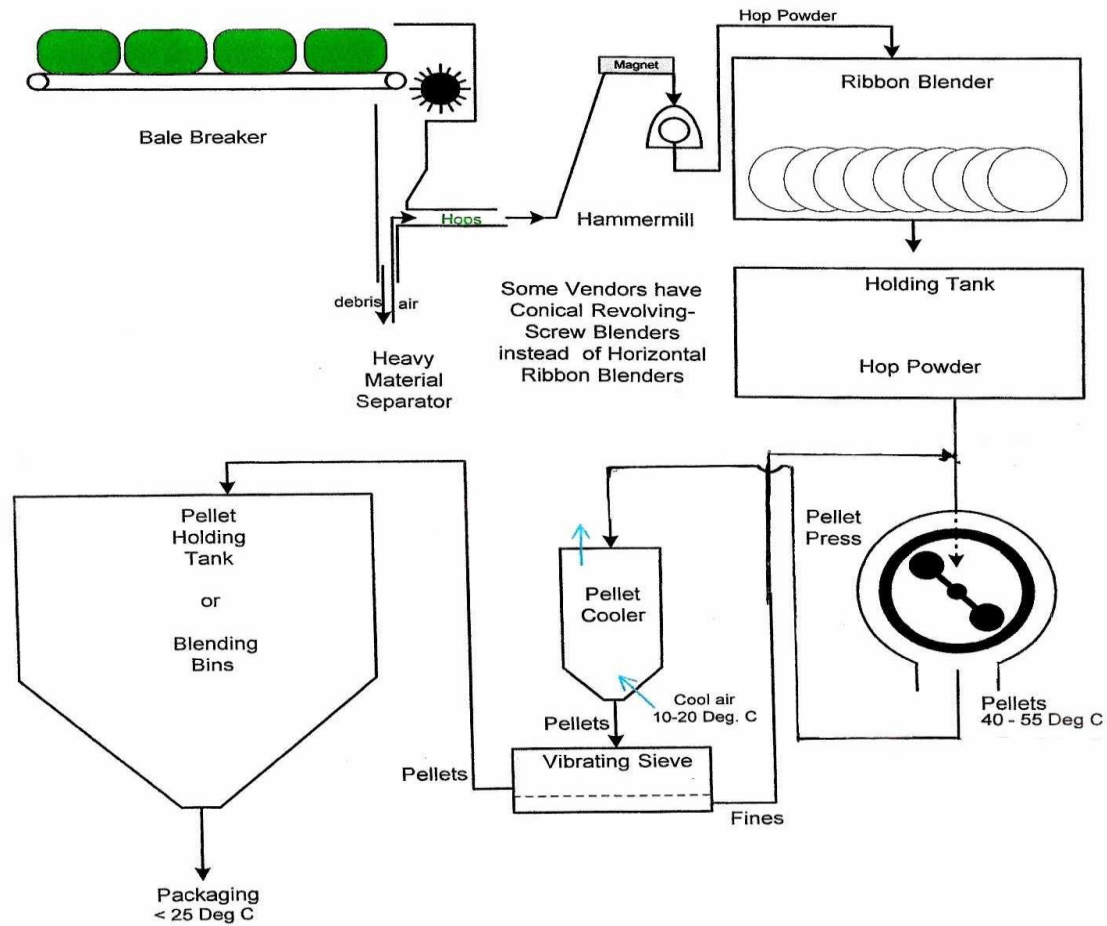 Hop Powder
Magnet
Ribbon Blender
Bale Breaker
Hops
Hammermill
debris
air
Heavy
Material
Separator
Some Vendors have
Conical Revolving-
Screw Blenders
instead of Horizontal
Ribbon Blenders
Holding Tank
Hop Powder
Pellet
Holding
Tank
or
Blending
Bins
Pellet
Cooler
Pellet
Press
Cool air
10-20 Deg. C
Pellets
40 - 55 Deg C
Pellets
Vibrating Sieve
Pellets
Fines
Packaging
< 25 Deg C